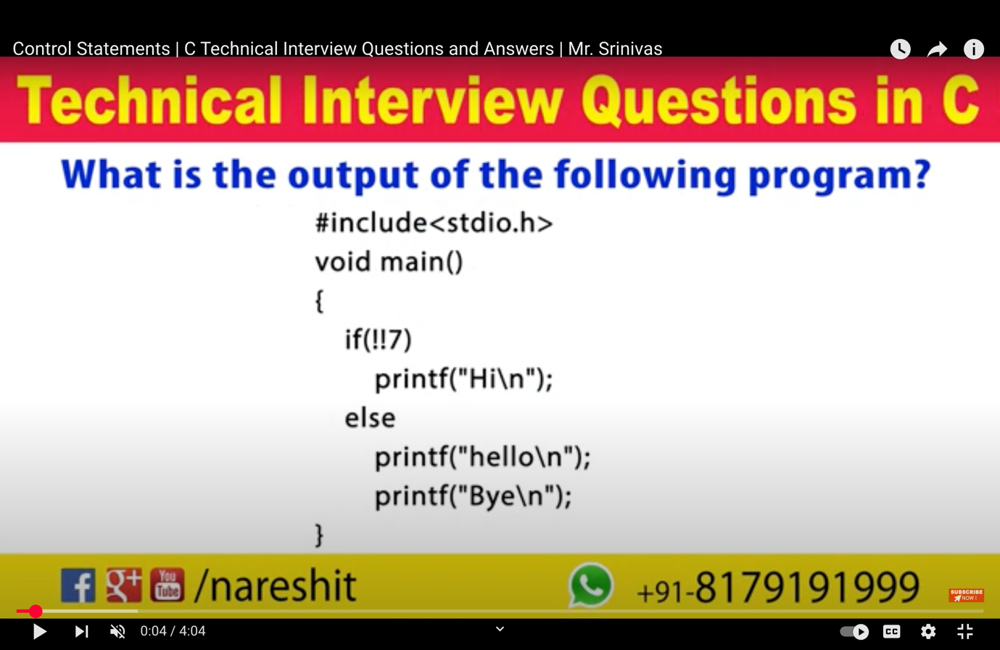 Control Statements | C Technical Interview Questions and Answers | Mr. Srinivas
Technical Interview Questions in C
What is the output of the following program?
#include<stdio.h>
void main()
{
if(!!7)
printf("Hi\n");
else
printf("hello\n");
printf("Bye\n");
}
f g+ You Tube /nareshit +91-8179191999
SUBSCRIBE
NOW !
0:04 / 4:04 CC